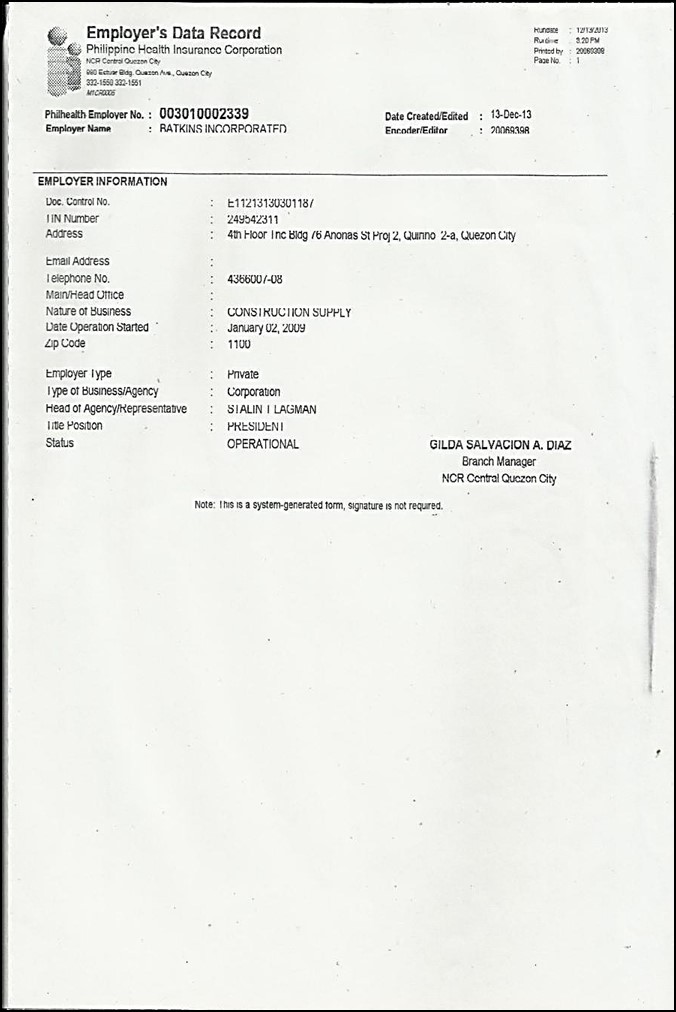 Employer's Data Record
Philippine Health Insurance Corporation
NCR Central Quezon City
Bldg. Quezon Ave., Quezon City
332-1550 332-1551
Rundate : 12/13/2013
Runtime : 3:20 PM
Printed by : 20069398
Page No. : 1
Philhealth Employer No. : 003010002339
Employer Name : BATKINS INCORPORATED
Date Created/Edited : 13-Dec-13
Encoder/Editor : 20069398
EMPLOYER INFORMATION
Doc. Control No. : E11213130301187
TIN Number : 249542311
Address : 4th Floor Tnc Bldg 76 Anonas St Proj 2, Quirino 2-a, Quezon City
Email Address :
Telephone No. : 4366007-08
Main/Head Office :
Nature of Business : CONSTRUCTION SUPPLY
Date Operation Started : January 02, 2009
Zip Code : 1100
Employer Type : Private
Type of Business/Agency : Corporation
Head of Agency/Representative : STALIN T LAGMAN
Title Position : PRESIDENT
Status OPERATIONAL
GILDA SALVACION A. DIAZ
Branch Manager
NCR Central Quezon City
Note: This is a system-generated form, signature is not required.